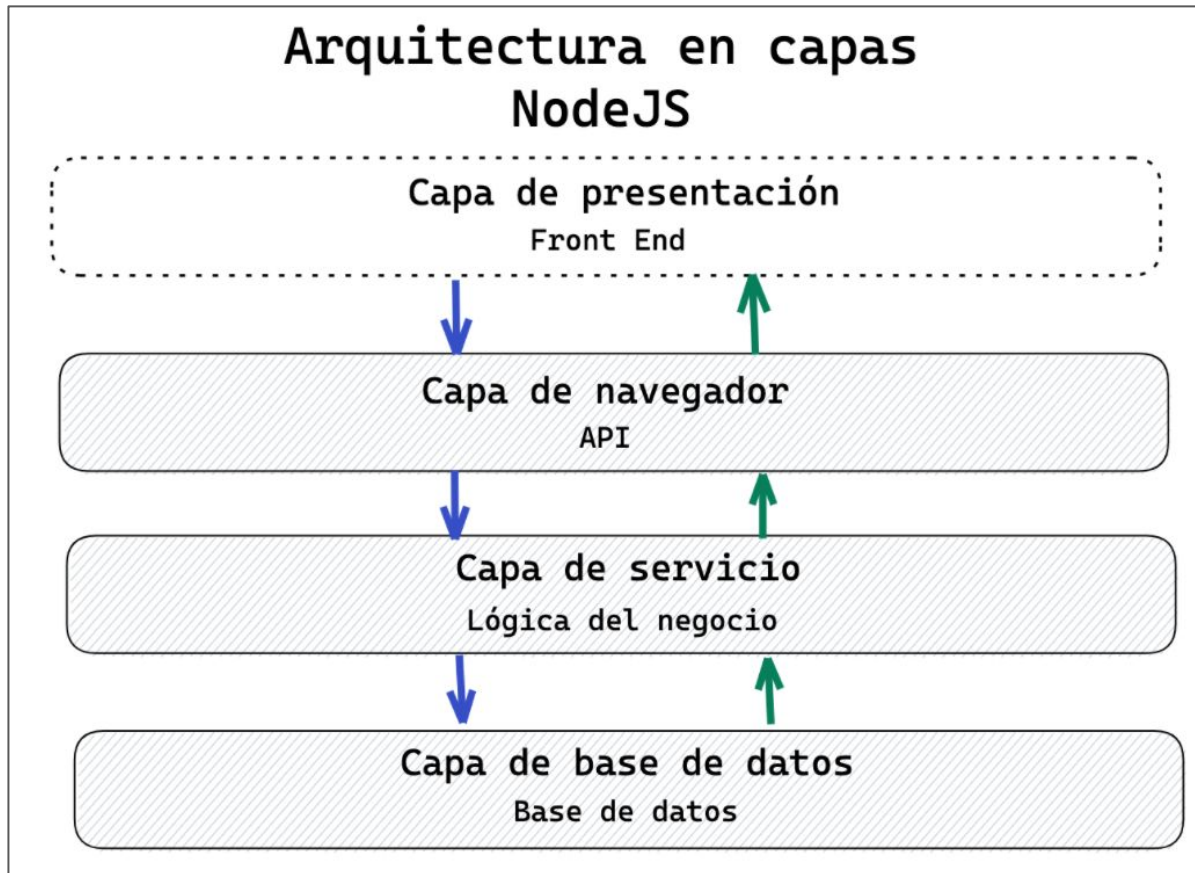 Arquitectura en capas
NodeJS
Capa de presentación
Front End
Capa de navegador
API
Capa de servicio
Lógica del negocio
Capa de base de datos
Base de datos